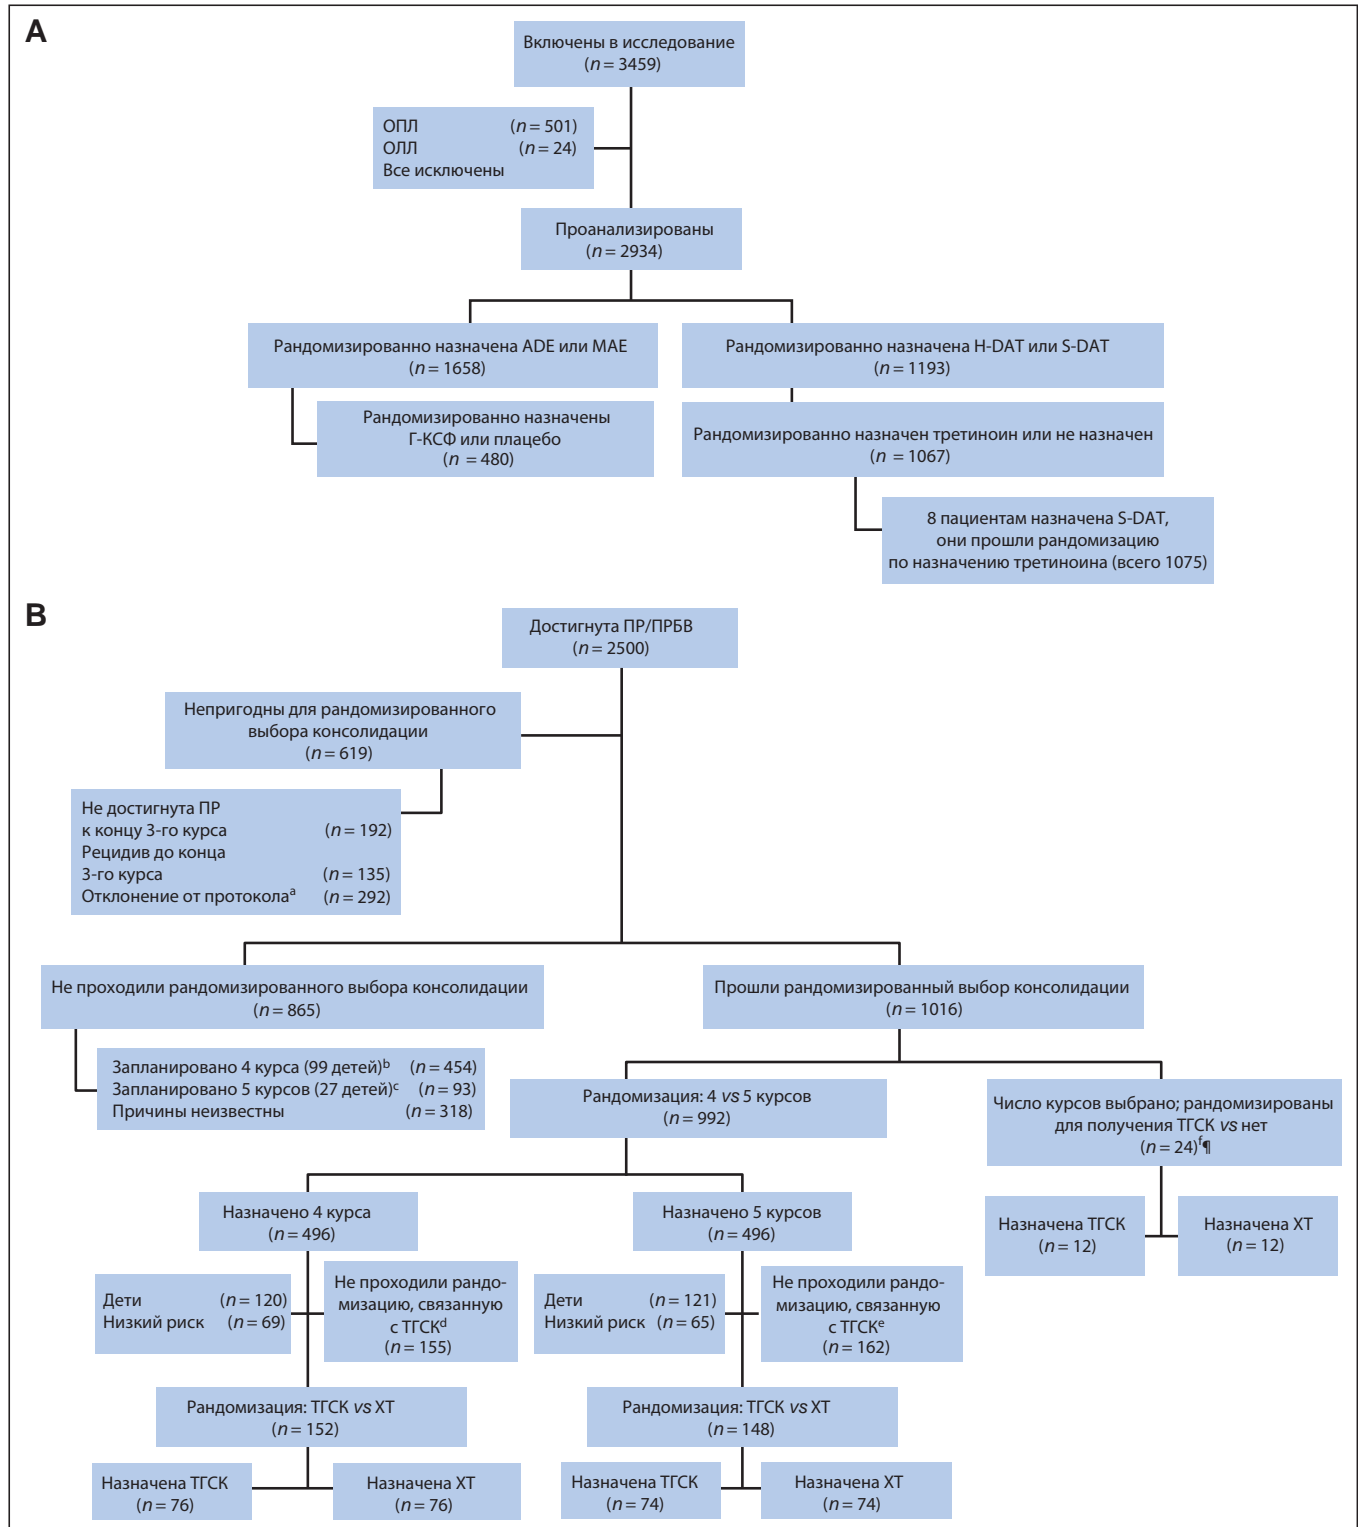 A
Включены в исследование
(n = 3459)
ОПЛ (n = 501)
ОЛЛ (n = 24)
Все исключены
Проанализированы
(n = 2934)
Рандомизированно назначена ADE или MAE
(n = 1658)
Рандомизированно назначена H-DAT или S-DAT
(n = 1193)
Рандомизированно назначены
Г-КСФ или плацебо
(n = 480)
Рандомизированно назначен третиноин или не назначен
(n = 1067)
8 пациентам назначена S-DAT,
они прошли рандомизацию
по назначению третиноина (всего 1075)
B
Достигнута ПР/ПРБВ
(n = 2500)
Непригодны для рандомизированного
выбора консолидации
(n = 619)
Не достигнута ПР
к концу 3-го курса (n = 192)
Рецидив до конца
3-го курса (n = 135)
Отклонение от протокола^a (n = 292)
Не проходили рандомизированного выбора консолидации
(n = 865)
Прошли рандомизированный выбор консолидации
(n = 1016)
Запланировано 4 курса (99 детей)^b (n = 454)
Запланировано 5 курсов (27 детей)^c (n = 93)
Причины неизвестны (n = 318)
Рандомизация: 4 vs 5 курсов
(n = 992)
Число курсов выбрано; рандомизированы
для получения ТГСК vs нет
(n = 24)^f¶
Назначено 4 курса
(n = 496)
Назначено 5 курсов
(n = 496)
Назначена ТГСК
(n = 12)
Назначена ХТ
(n = 12)
Дети (n = 120)
Низкий риск (n = 69)
Не проходили рандо-
мизацию, связанную
с ТГСК^d
(n = 155)
Дети (n = 121)
Низкий риск (n = 65)
Не проходили рандо-
мизацию, связанную
с ТГСК^e
(n = 162)
Рандомизация: ТГСК vs ХТ
(n = 152)
Рандомизация: ТГСК vs ХТ
(n = 148)
Назначена ТГСК
(n = 76)
Назначена ХТ
(n = 76)
Назначена ТГСК
(n = 74)
Назначена ХТ
(n = 74)